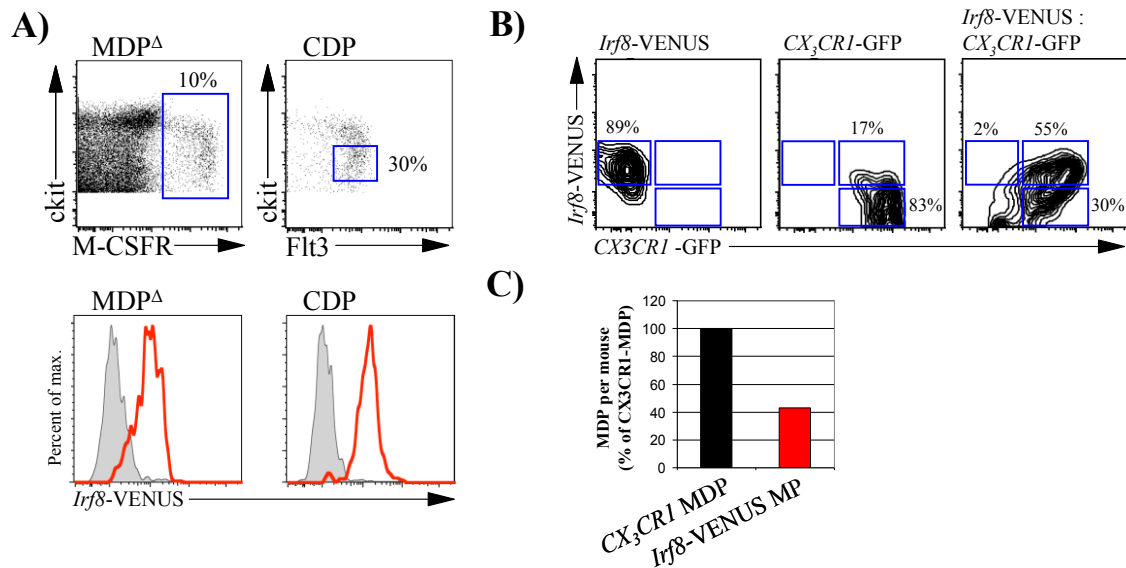 A)
MDPΔ
CDP
10%
30%
ckit
ckit
M-CSFR
Flt3
MDPΔ
CDP
Percent of max.
Irf8-VENUS
B)
Irf8-VENUS
CX3CR1-GFP
Irf8-VENUS :
CX3CR1-GFP
Irf8-VENUS
89%
17%
83%
2%
55%
30%
CX3CR1 -GFP
C)
MDP per mouse
(% of CX3CR1-MDP)
120
100
80
60
40
20
0
CX3CR1 MDP
Irf8-VENUS MP